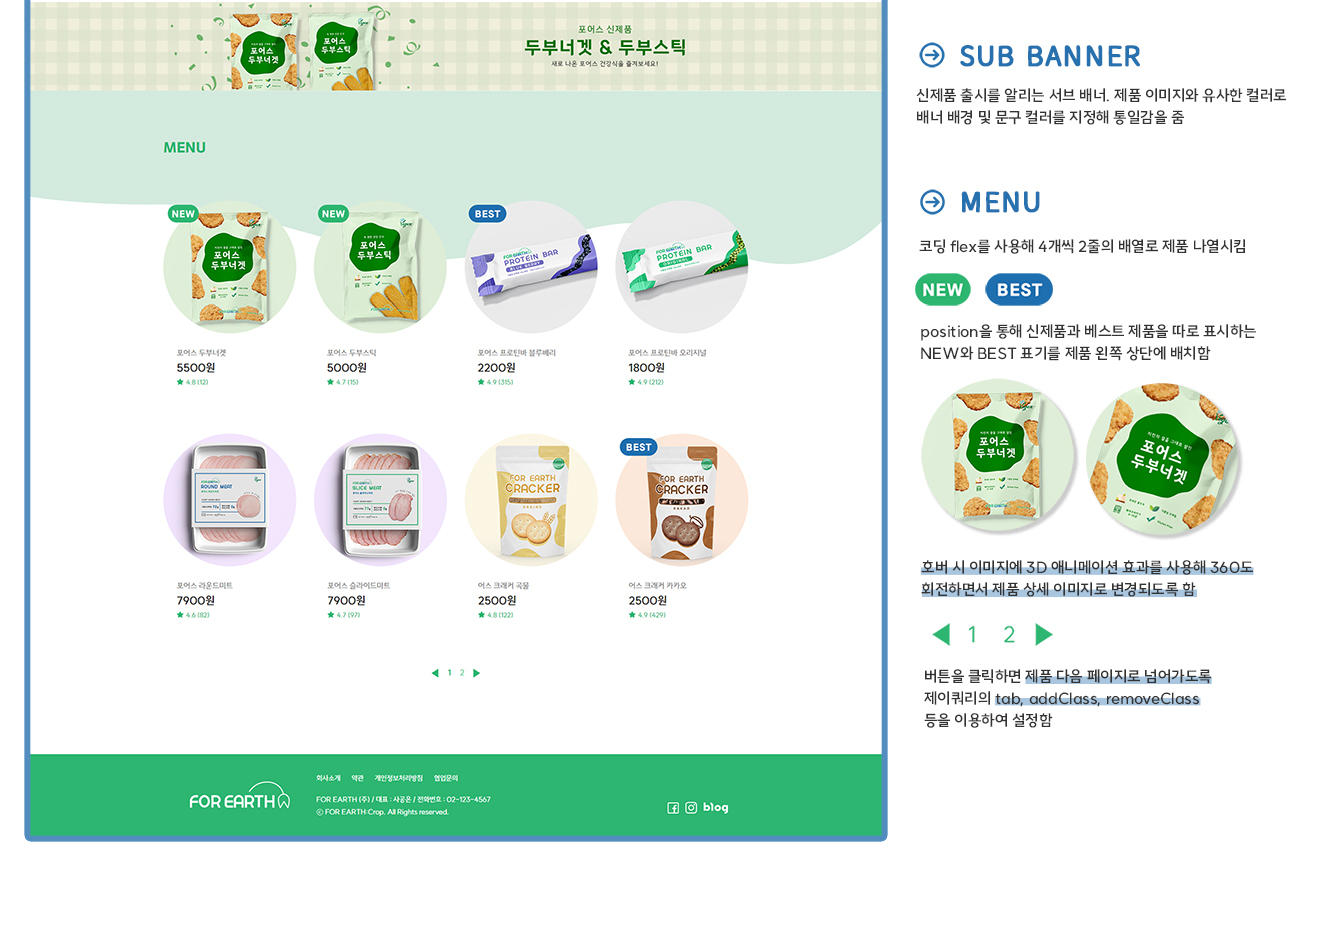 포어스 신제품
두부너겟 & 두부스틱
새로 나온 포어스 건강식을 즐겨보세요!
포어스
두부너겟
포어스
두부스틱
MENU
NEW
포어스
두부너겟
NEW
포어스
두부스틱
BEST
FOR EARTH
PROTEIN BAR
BLUE BERRY
FOR EARTH
PROTEIN BAR
ORIGINAL
포어스 두부너겟
5500원
4.8 (12)
포어스 두부스틱
5000원
4.7 (15)
포어스 프로틴바 블루베리
2200원
4.9 (315)
포어스 프로틴바 오리지널
1800원
4.9 (212)
FOR EARTH
ROUND MEAT
FOR EARTH
SLICE MEAT
FOR EARTH
CRACKER
GRAINS
BEST
FOR EARTH
CRACKER
KAKAO
포어스 라운드미트
7900원
4.6 (82)
포어스 슬라이드미트
7900원
4.7 (97)
어스 크래커 곡물
2500원
4.8 (122)
어스 크래커 카카오
2500원
4.9 (429)
1 2
FOR EARTH
회사소개 약관 개인정보처리방침 협업문의
FOR EARTH (주) / 대표 : 사공은 / 전화번호 : 02-123-4567
ⓒ FOR EARTH Crop. All Rights reserved.
blog
SUB BANNER
신제품 출시를 알리는 서브 배너. 제품 이미지와 유사한 컬러로
배너 배경 및 문구 컬러를 지정해 통일감을 줌
MENU
코딩 flex를 사용해 4개씩 2줄의 배열로 제품 나열시킴
NEW BEST
position을 통해 신제품과 베스트 제품을 따로 표시하는
NEW와 BEST 표기를 제품 왼쪽 상단에 배치함
포어스
두부너겟
포어스
두부너겟
호버 시 이미지에 3D 애니메이션 효과를 사용해 360도
회전하면서 제품 상세 이미지로 변경되도록 함
1 2
버튼을 클릭하면 제품 다음 페이지로 넘어가도록
제이쿼리의 tab, addClass, removeClass
등을 이용하여 설정함